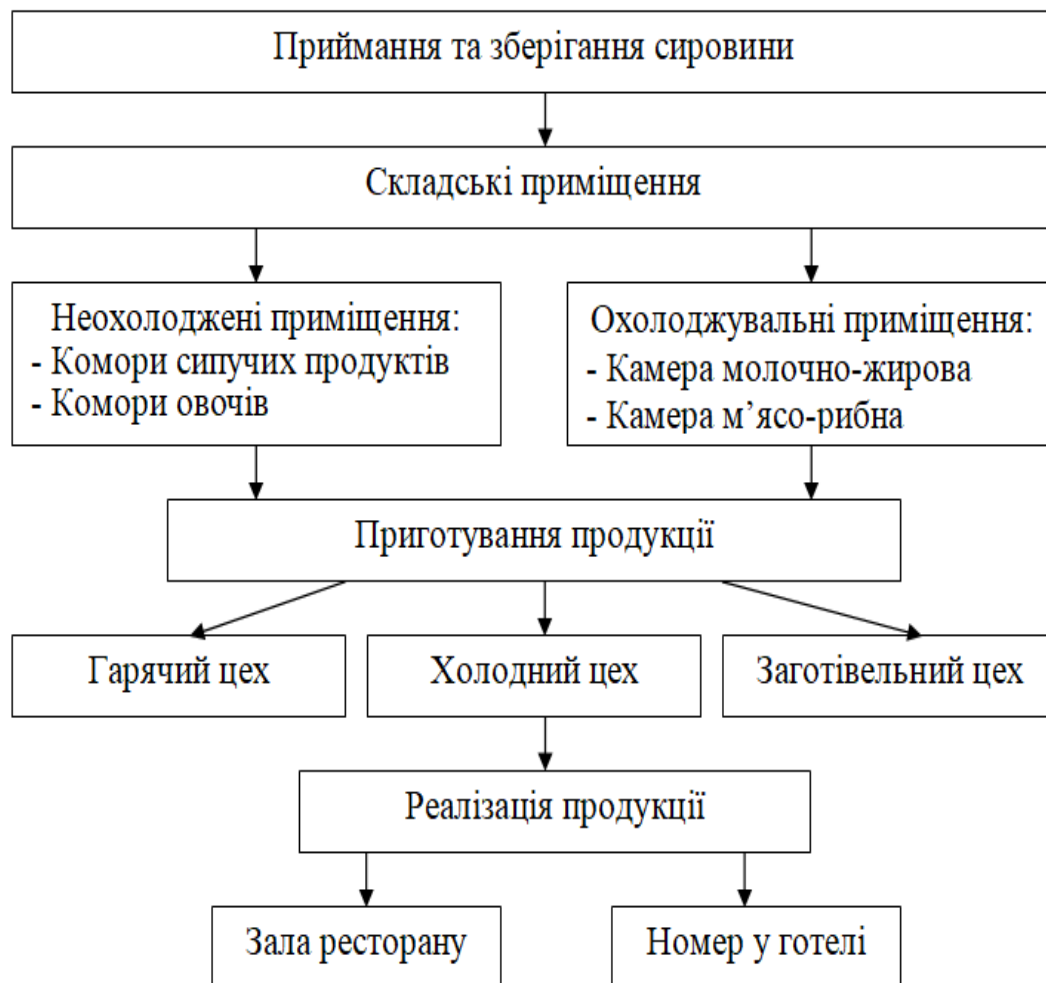 Приймання та зберігання сировини
Складські приміщення
Неохолоджені приміщення:
- Комори сипучих продуктів
- Комори овочів
Охолоджувальні приміщення:
- Камера молочно-жирова
- Камера м’ясо-рибна
Приготування продукції
Гарячий цех
Холодний цех
Заготівельний цех
Реалізація продукції
Зала ресторану
Номер у готелі